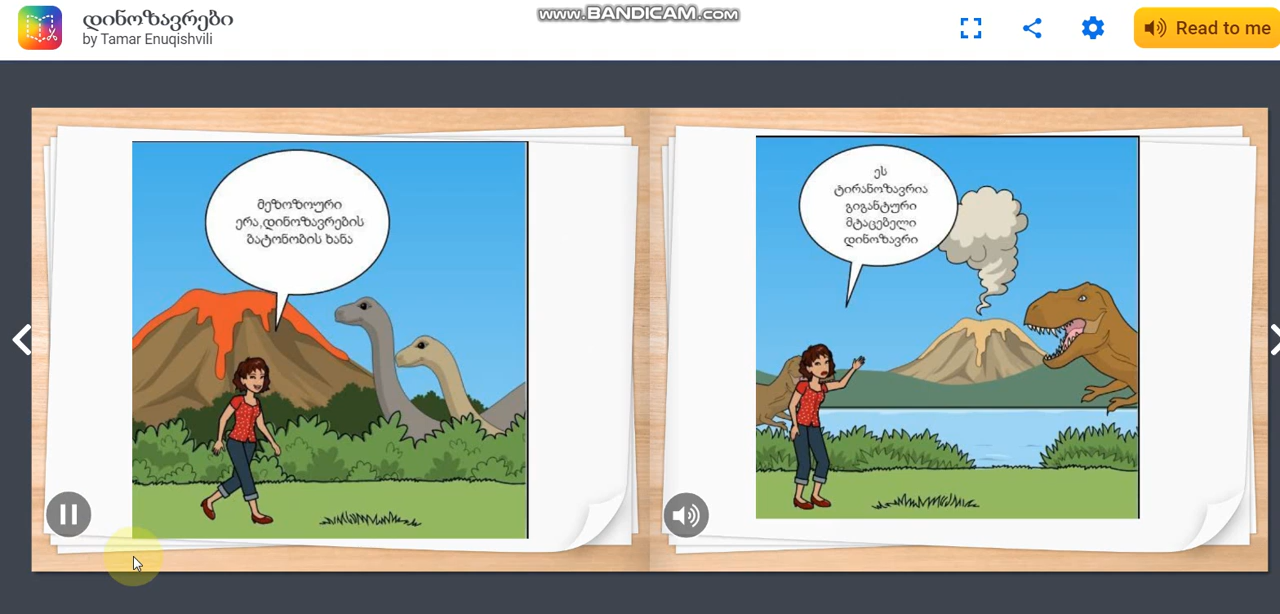 დინოზავრები
by Tamar Enuqishvili
www.BANDICAM.com
Read to me
მეზოზოური
ერა,დინოზავრების
ბატონობის ხანა
ეს
ტირანოზავრია
გიგანტური
მტაცებელი
დინოზავრი